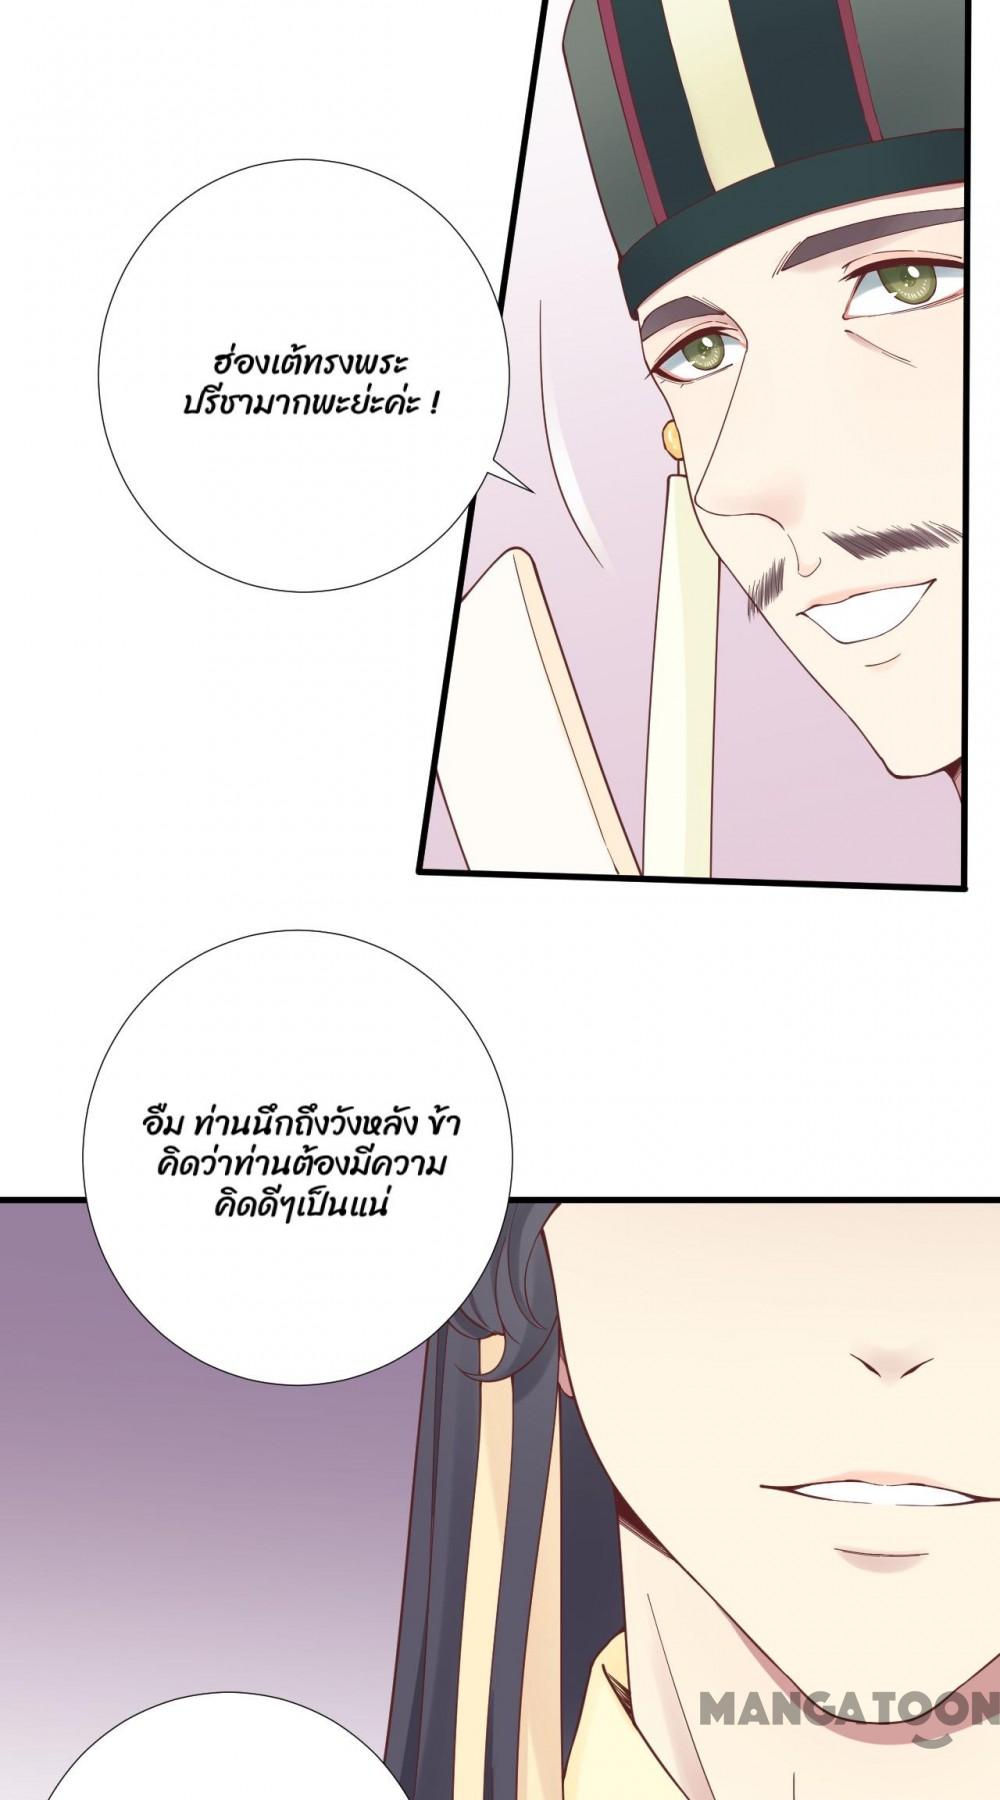 ฮ่องเต้ทรงพระ
ปรีชามากพะย่ะค่ะ !
อืม ท่านนึกถึงวังหลัง ข้า
คิดว่าท่านต้องมีความ
คิดดีๆเป็นแน่
MANGATOON